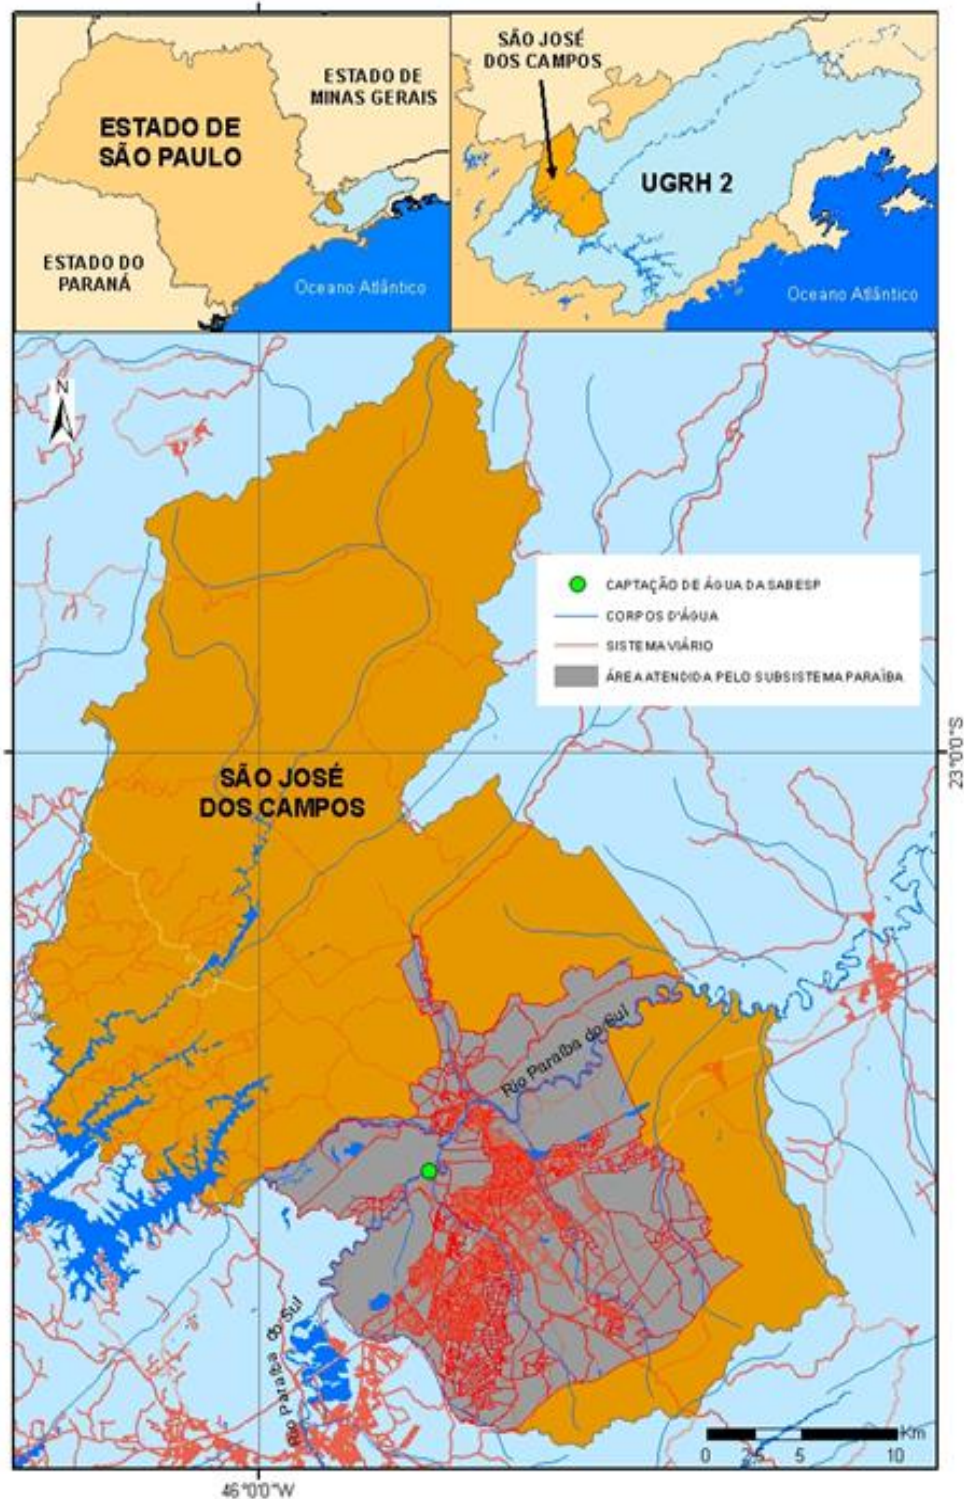 ESTADO DE
SÃO PAULO
ESTADO DE
MINAS GERAIS
ESTADO DO
PARANÁ
Oceano Atlântico
SÃO JOSÉ
DOS CAMPOS
UGRH 2
Oceano Atlântico
N
CAPTAÇÃO DE ÁGUA DA SABESP
CORPOS D'ÁGUA
SISTEMA VIÁRIO
ÁREA ATENDIDA PELO SUBSISTEMA PARAÍBA
23°0'0"S
SÃO JOSÉ
DOS CAMPOS
Rio Paraíba do Sul
Rio Paraíba do Sul
Km
0 2,5 5 10
46°0'0"W